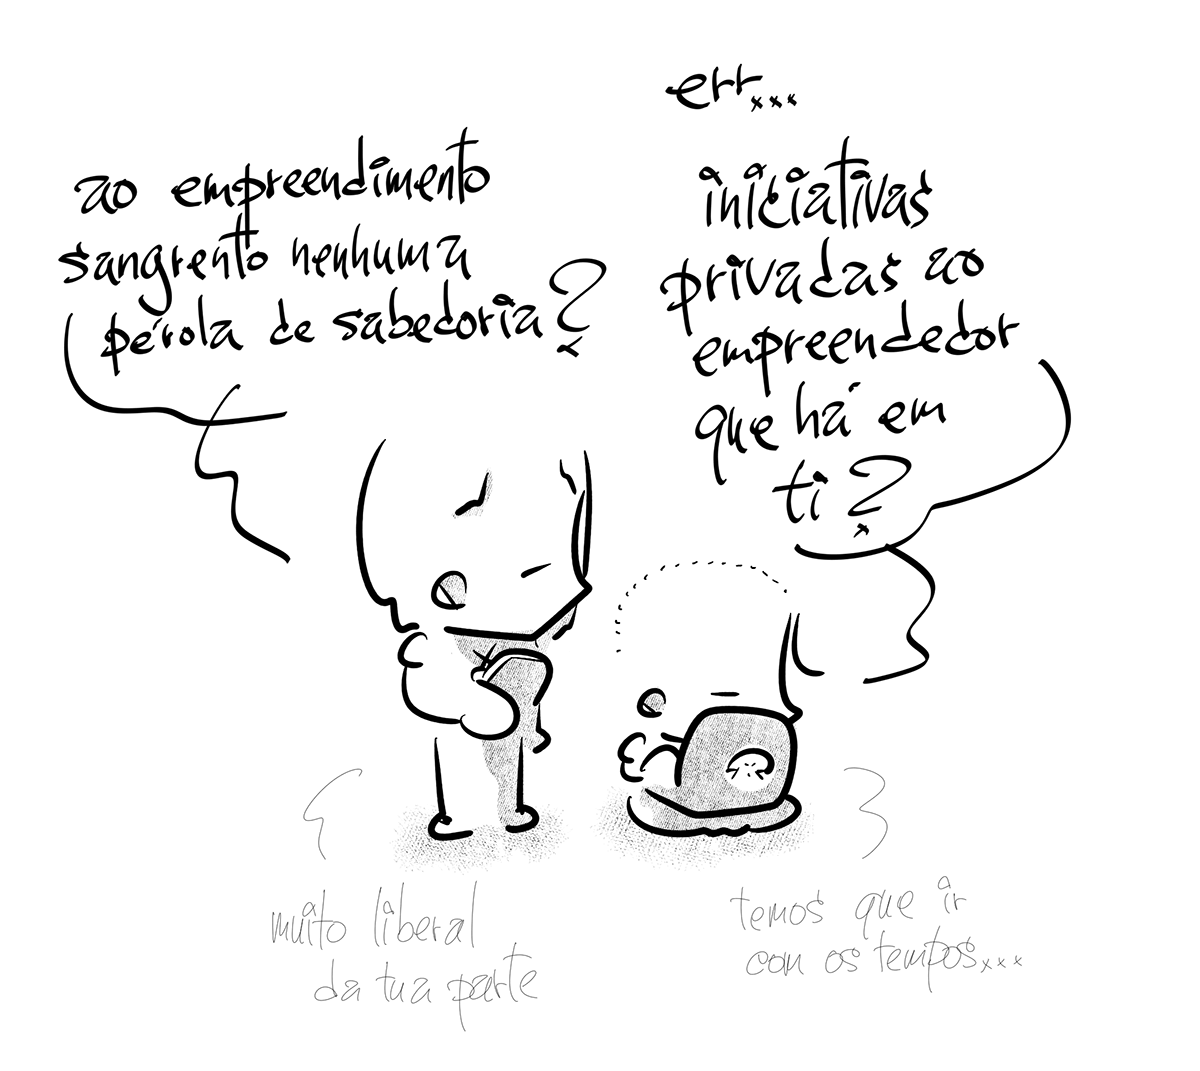 ao empreendimento
sangrento nenhuma
pérola de sabedoria?
err...
iniciativas
privadas ao
empreendedor
que há em
ti?
muito liberal
da tua parte
temos que ir
com os tempos...